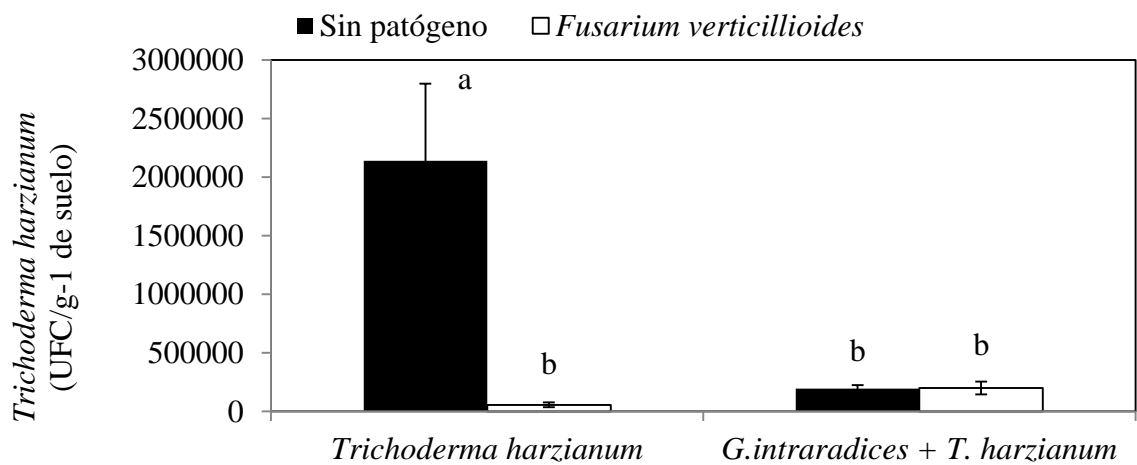 Sin patógeno Fusarium verticillioides
3000000
2500000
2000000
1500000
1000000
500000
0
Trichoderma harzianum
(UFC/g-1 de suelo)
a
b
b
b
Trichoderma harzianum
G.intraradices + T. harzianum